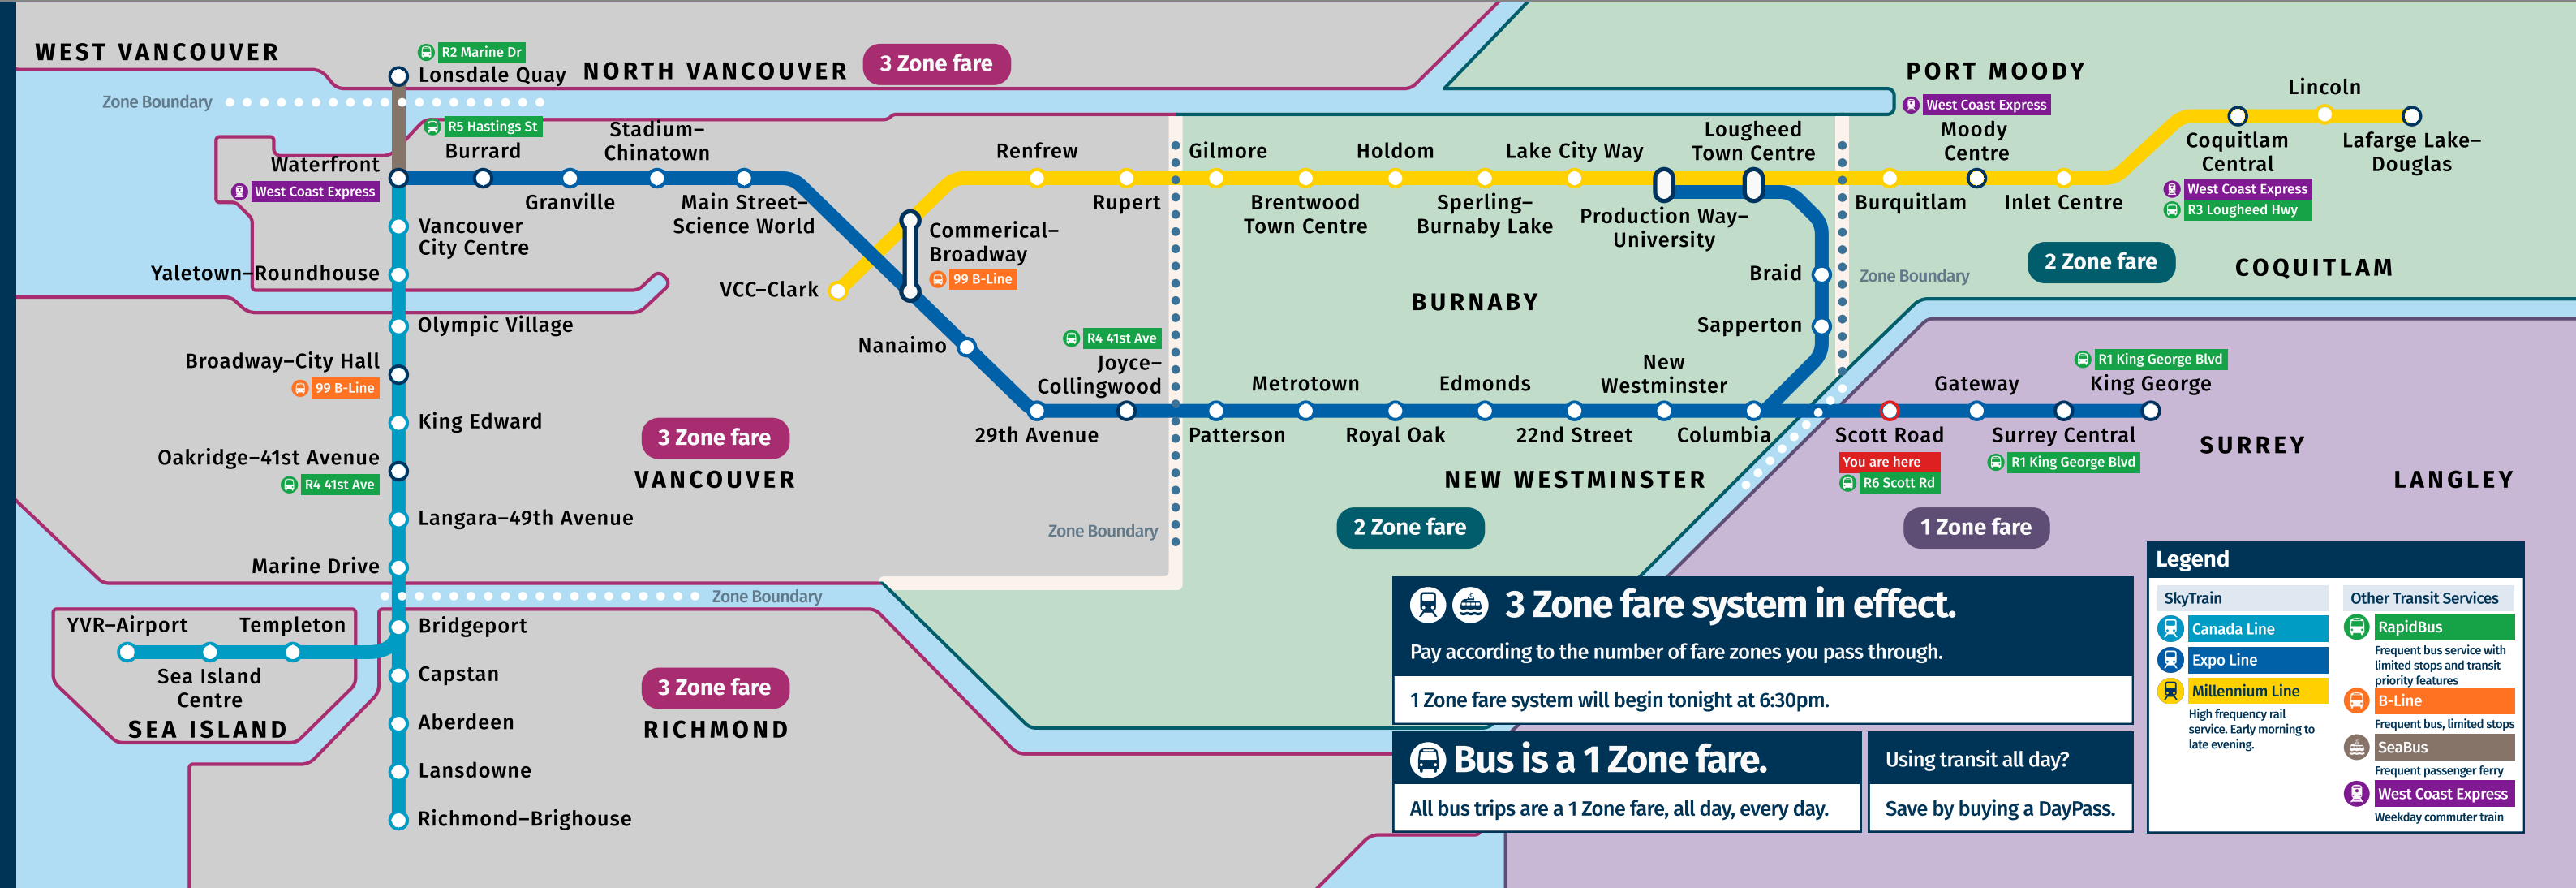 WEST VANCOUVER
R2 Marine Dr
Lonsdale Quay
NORTH VANCOUVER
3 Zone fare
Zone Boundary
R5 Hastings St
Burrard
Waterfront
West Coast Express
Granville
Stadium–
Chinatown
Main Street–
Science World
Vancouver
City Centre
Yaletown–Roundhouse
Olympic Village
Broadway–City Hall
99 B-Line
King Edward
Oakridge–41st Avenue
R4 41st Ave
Langara–49th Avenue
Marine Drive
Zone Boundary
YVR–Airport
Templeton
Sea Island
Centre
SEA ISLAND
Bridgeport
Capstan
Aberdeen
Lansdowne
Richmond–Brighouse
3 Zone fare
RICHMOND
3 Zone fare
VANCOUVER
VCC–Clark
Commerical–
Broadway
99 B-Line
Nanaimo
29th Avenue
R4 41st Ave
Joyce–
Collingwood
Zone Boundary
Renfrew
Rupert
Gilmore
Brentwood
Town Centre
Holdom
Sperling–
Burnaby Lake
Lake City Way
Production Way–
University
Lougheed
Town Centre
BURNABY
Braid
Sapperton
Zone Boundary
Patterson
Metrotown
Royal Oak
Edmonds
22nd Street
New
Westminster
Columbia
NEW WESTMINSTER
2 Zone fare
PORT MOODY
West Coast Express
Moody
Centre
Burquitlam
Inlet Centre
Coquitlam
Central
West Coast Express
R3 Lougheed Hwy
Lincoln
Lafarge Lake–
Douglas
2 Zone fare
COQUITLAM
Scott Road
You are here
R6 Scott Rd
Gateway
Surrey Central
R1 King George Blvd
R1 King George Blvd
King George
SURREY
LANGLEY
1 Zone fare
3 Zone fare system in effect.
Pay according to the number of fare zones you pass through.
1 Zone fare system will begin tonight at 6:30pm.
Bus is a 1 Zone fare.
All bus trips are a 1 Zone fare, all day, every day.
Using transit all day?
Save by buying a DayPass.
Legend
SkyTrain
Canada Line
Expo Line
Millennium Line
High frequency rail
service. Early morning to
late evening.
Other Transit Services
RapidBus
Frequent bus service with
limited stops and transit
priority features
B-Line
Frequent bus, limited stops
SeaBus
Frequent passenger ferry
West Coast Express
Weekday commuter train